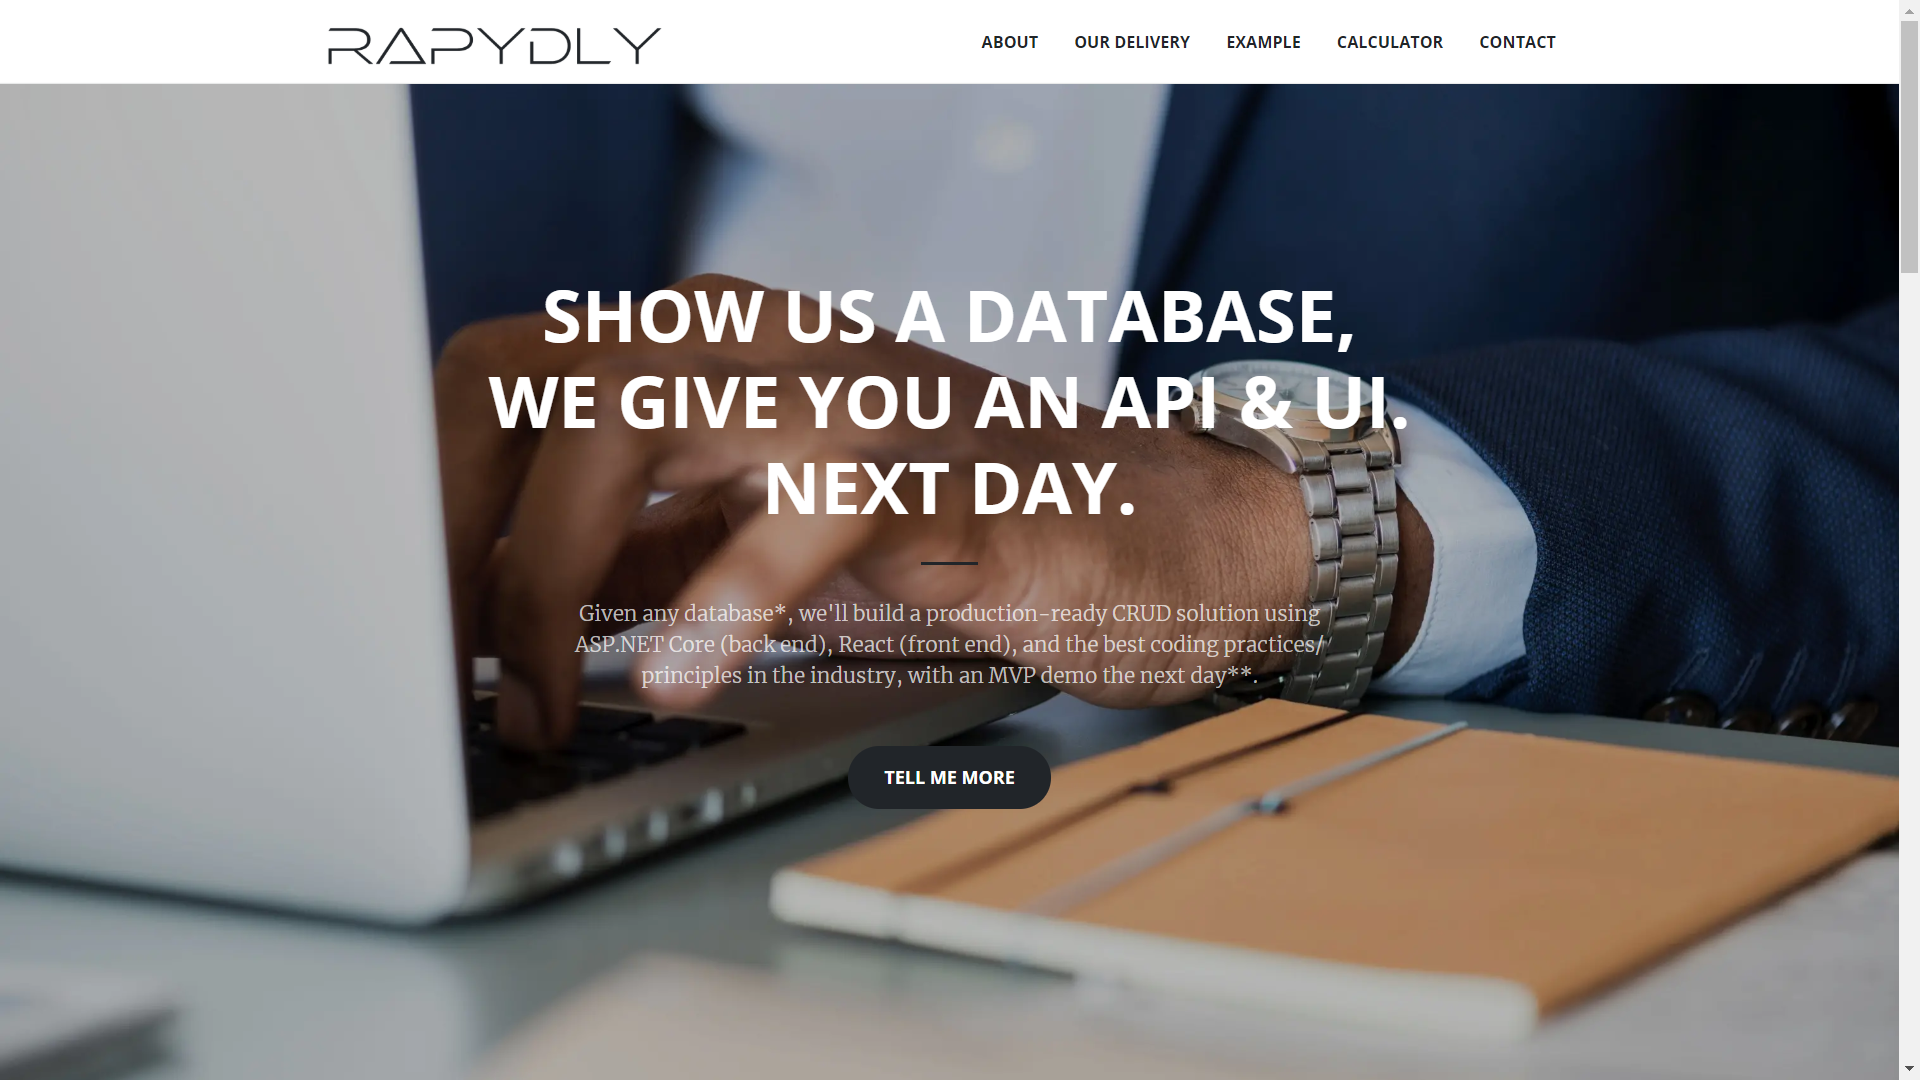 RAPYDLY
ABOUT OUR DELIVERY EXAMPLE CALCULATOR CONTACT
SHOW US A DATABASE,
WE GIVE YOU AN API & UI.
NEXT DAY.
Given any database*, we'll build a production-ready CRUD solution using
ASP.NET Core (back end), React (front end), and the best coding practices/
principles in the industry, with an MVP demo the next day**.
TELL ME MORE